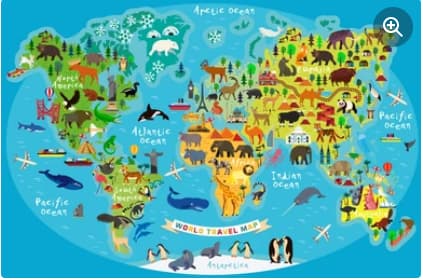 Arctic Ocean
North
America
Atlantic
Ocean
Pacific
Ocean
Indian
Ocean
South
America
Pacific
Ocean
WORLD TRAVEL MAP
Antarctica